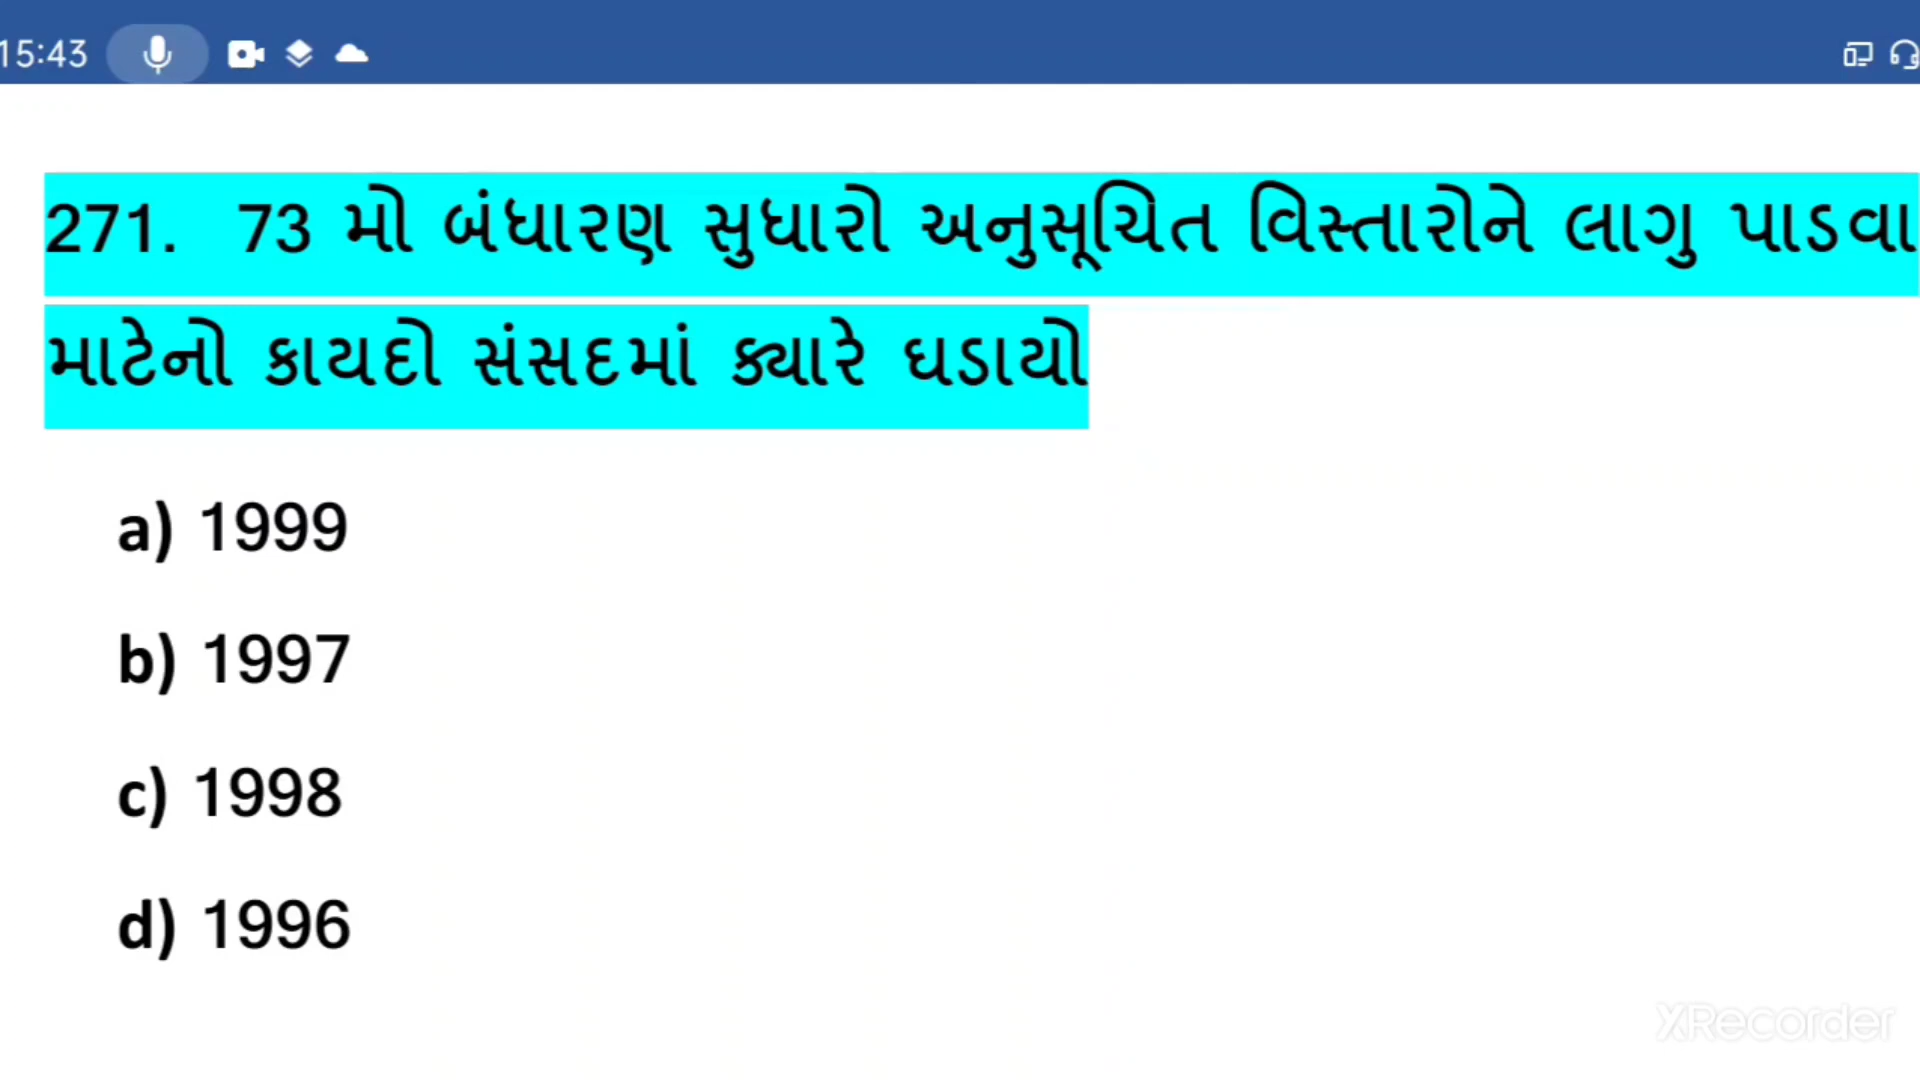 15:43
271. 73 મો બંધારણ સુધારો અનુસૂચિત વિસ્તારોને લાગુ પાડવા
માટેનો કાયદો સંસદમાં ક્યારે ઘડાયો
a) 1999
b) 1997
c) 1998
d) 1996
XRecorder